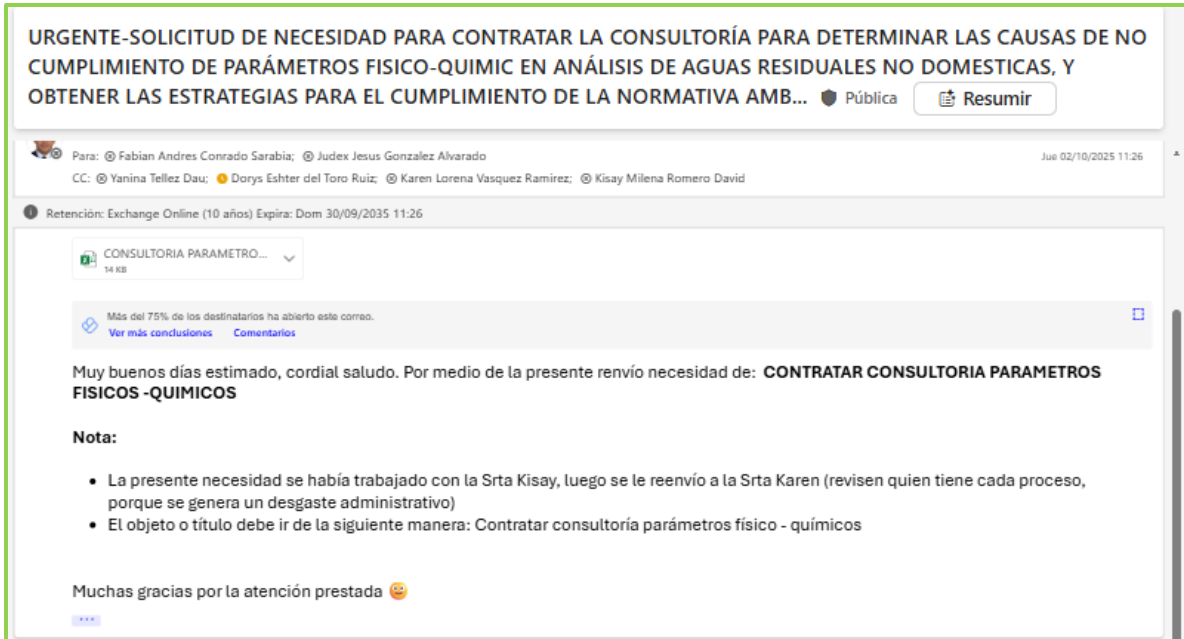 URGENTE-SOLICITUD DE NECESIDAD PARA CONTRATAR LA CONSULTORÍA PARA DETERMINAR LAS CAUSAS DE NO
CUMPLIMIENTO DE PARÁMETROS FISICO-QUIMIC EN ANÁLISIS DE AGUAS RESIDUALES NO DOMESTICAS, Y
OBTENER LAS ESTRATEGIAS PARA EL CUMPLIMIENTO DE LA NORMATIVA AMB... Pública Resumir
Para: Fabian Andres Conrado Sarabia; Judex Jesus Gonzalez Alvarado Jue 02/10/2025 11:26
CC: Yanina Tellez Dau; Dorys Eshter del Toro Ruiz; Karen Lorena Vasquez Ramirez; Kisay Milena Romero David
Retención: Exchange Online (10 años) Expira: Dom 30/09/2035 11:26
CONSULTORIA PARAMETRO...
14 KB
Más del 75% de los destinatarios ha abierto este correo.
Ver más conclusiones Comentarios
Muy buenos días estimado, cordial saludo. Por medio de la presente renvío necesidad de: CONTRATAR CONSULTORIA PARAMETROS
FISICOS -QUIMICOS
Nota:
• La presente necesidad se había trabajado con la Srta Kisay, luego se le reenvío a la Srta Karen (revisen quien tiene cada proceso,
porque se genera un desgaste administrativo)
• El objeto o título debe ir de la siguiente manera: Contratar consultoría parámetros físico - químicos
Muchas gracias por la atención prestada 😊
...